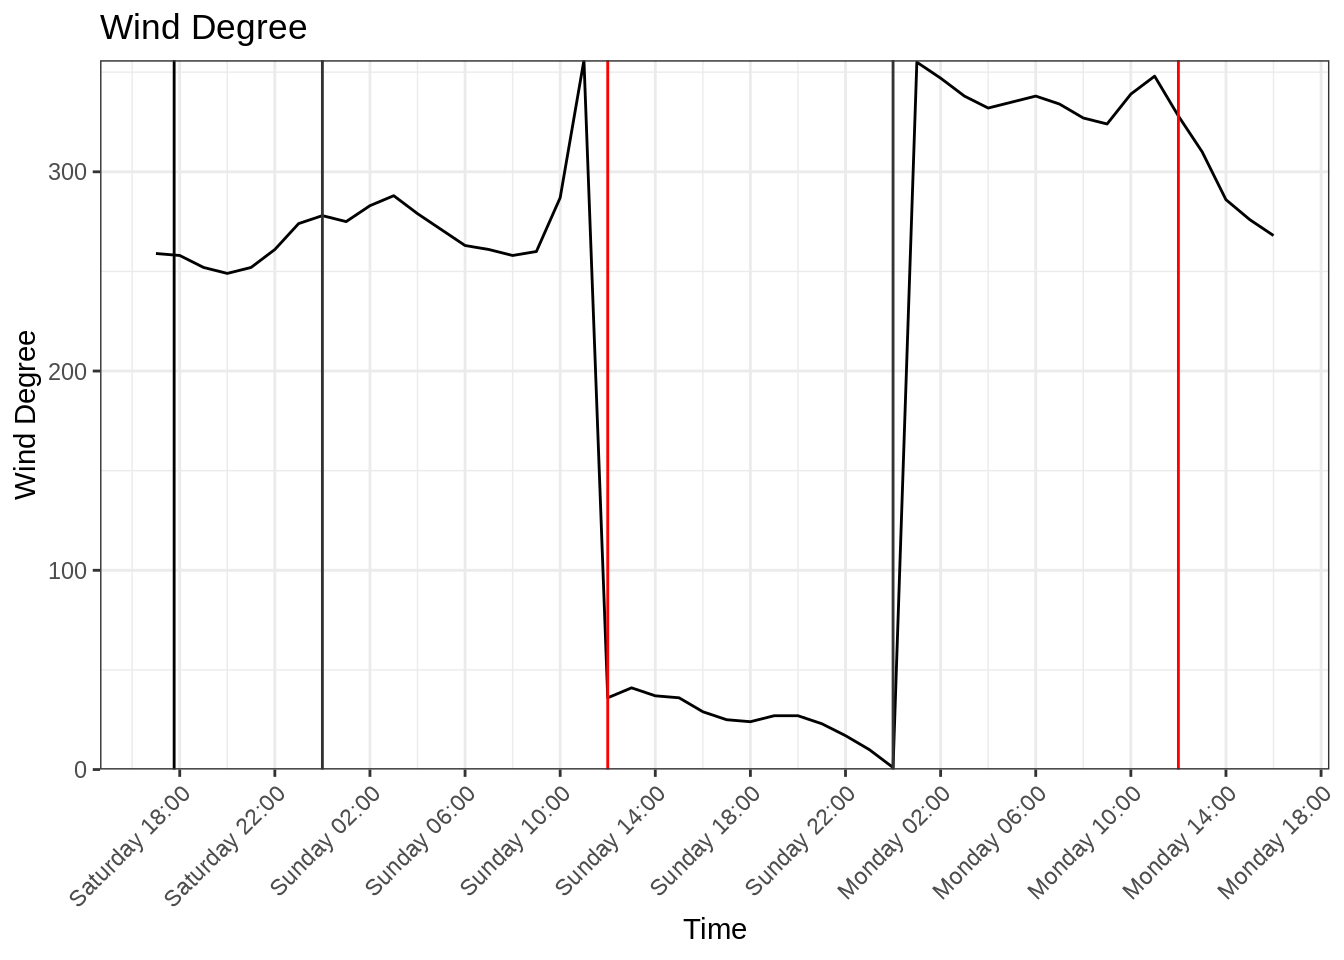 Wind Degree
Wind Degree
300
200
100
0
Saturday 18:00
Saturday 22:00
Sunday 02:00
Sunday 06:00
Sunday 10:00
Sunday 14:00
Sunday 18:00
Sunday 22:00
Monday 02:00
Monday 06:00
Monday 10:00
Monday 14:00
Monday 18:00
Time